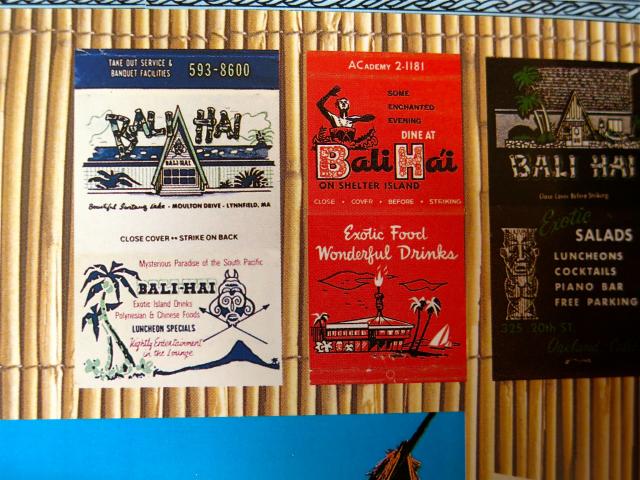 TAKE OUT SERVICE &
BANQUET FACILITIES 593-8600
BALI HAI
BALI-HAI
Beautiful Suntaug Lake - MOULTON DRIVE - LYNNFIELD, MA
CLOSE COVER •• STRIKE ON BACK
Mysterious Paradise of the South Pacific
BALI-HAI
Exotic Island Drinks
Polynesian & Chinese Foods
LUNCHEON SPECIALS
Nightly Entertainment
in the Lounge
ACademy 2-1181
SOME
ENCHANTED
EVENING
DINE AT
Bali Ha'i
ON SHELTER ISLAND
CLOSE • COVER • BEFORE • STRIKING
Exotic Food
Wonderful Drinks
BALI HAI
Close Cover Before Striking
Exotic
SALADS
LUNCHEONS
COCKTAILS
PIANO BAR
FREE PARKING
325 20th ST.